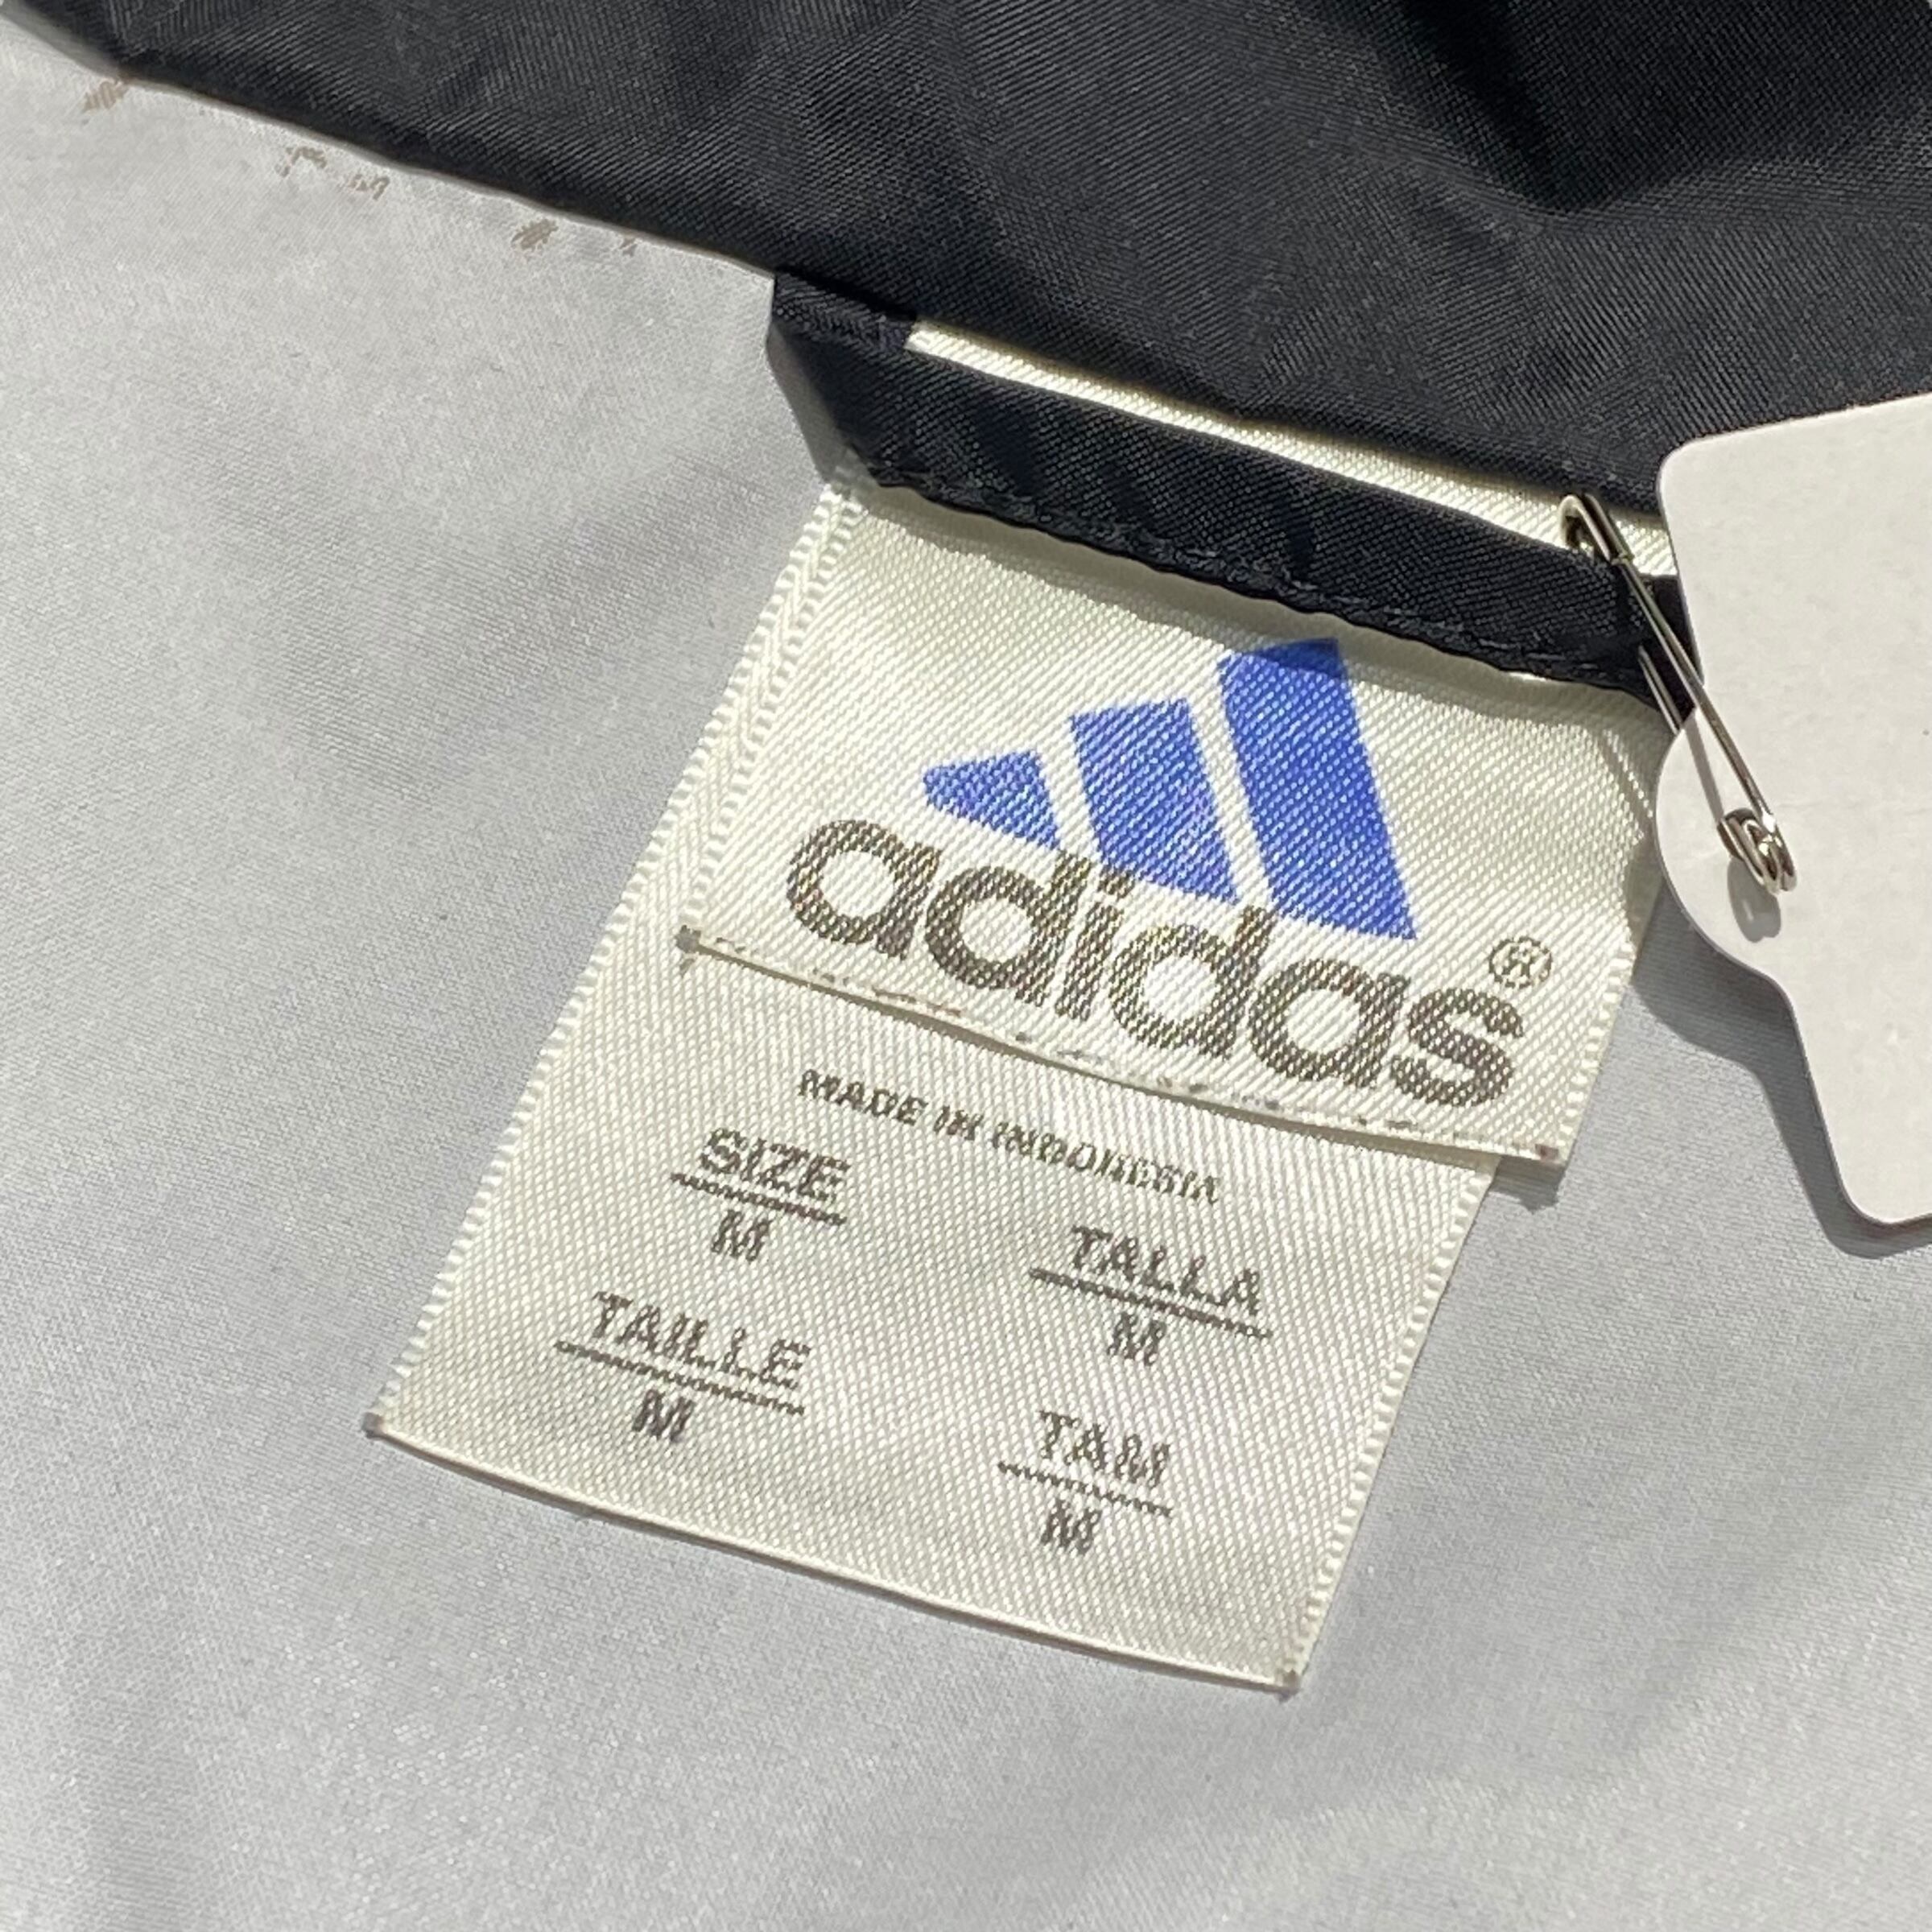 adidas®
MADE IN INDONESIA
SIZE
M
TALLA
M
TAILLE
M
TAM
M